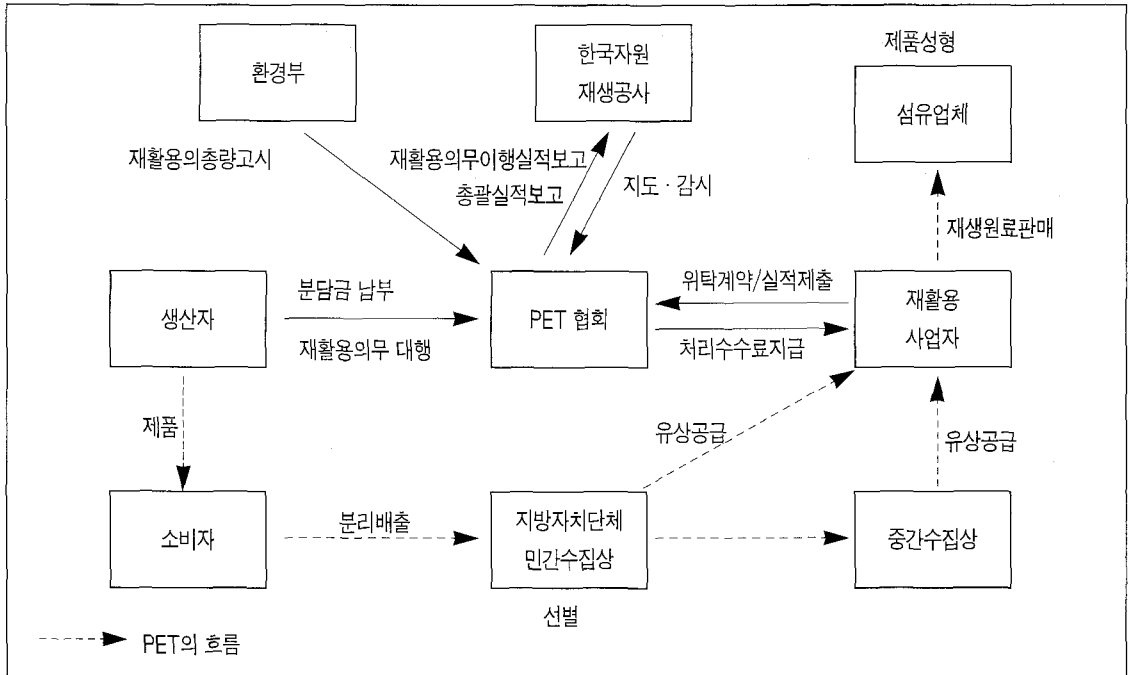 환경부
한국자원
재생공사
제품성형
섬유업체
재활용의총량고시
재활용의무이행실적보고
총괄실적보고
지도·감시
재생원료판매
생산자
분담금 납부
재활용의무 대행
PET 협회
위탁계약/실적제출
처리수수료지급
재활용
사업자
제품
유상공급
유상공급
소비자
분리배출
지방자치단체
민간수집상
중간수집상
선별
PET의 흐름